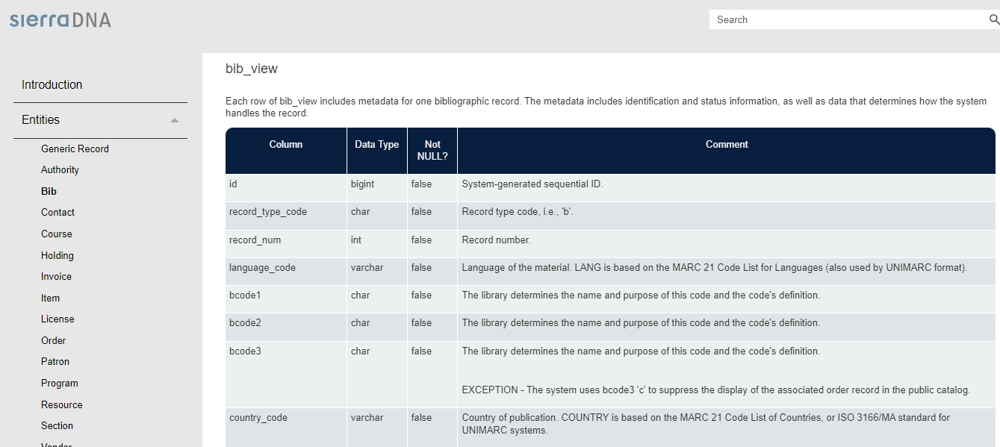 sierraDNA
Search
Introduction
Entities
Generic Record
Authority
Bib
Contact
Course
Holding
Invoice
Item
License
Order
Patron
Program
Resource
Section
Vendor
bib_view
Each row of bib_view includes metadata for one bibliographic record. The metadata includes identification and status information, as well as data that determines how the system
handles the record.
Column Data Type Not NULL? Comment
id bigint false System-generated sequential ID.
record_type_code char false Record type code, i.e., 'b'.
record_num int false Record number.
language_code varchar false Language of the material. LANG is based on the MARC 21 Code List for Languages (also used by UNIMARC format).
bcode1 char false The library determines the name and purpose of this code and the code's definition.
bcode2 char false The library determines the name and purpose of this code and the code's definition.
bcode3 char false The library determines the name and purpose of this code and the code's definition.
EXCEPTION - The system uses bcode3 'c' to suppress the display of the associated order record in the public catalog.
country_code varchar false Country of publication. COUNTRY is based on the MARC 21 Code List of Countries, or ISO 3166/MA standard for
UNIMARC systems.